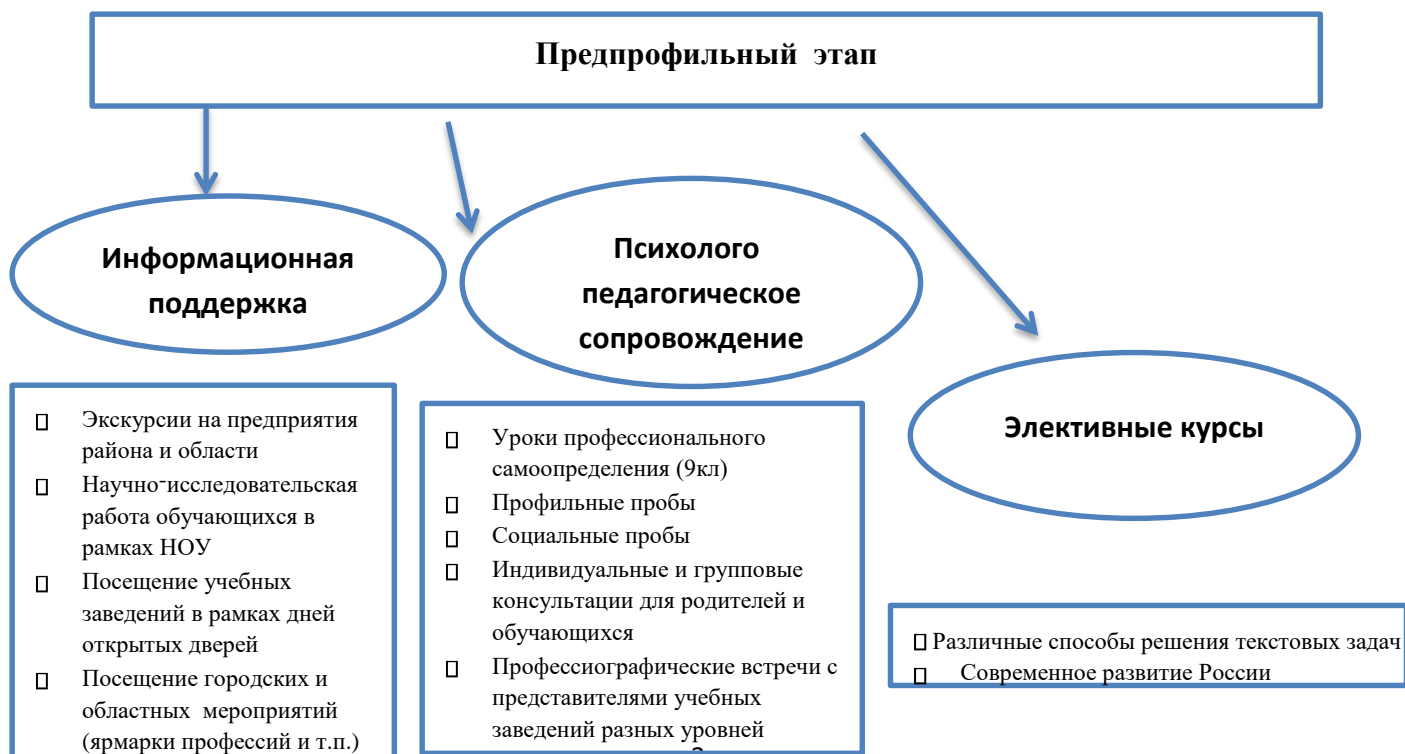 Предпрофильный этап
Информационная
поддержка
Психолого
педагогическое
сопровождение
Элективные курсы
Экскурсии на предприятия
района и области
Научно-исследовательская
работа обучающихся в
рамках НОУ
Посещение учебных
заведений в рамках дней
открытых дверей
Посещение городских и
областных мероприятий
(ярмарки профессий и т.п.)
Уроки профессионального
самоопределения (9кл)
Профильные пробы
Социальные пробы
Индивидуальные и групповые
консультации для родителей и
обучающихся
Профессиографические встречи с
представителями учебных
заведений разных уровней
Различные способы решения текстовых задач
Современное развитие России